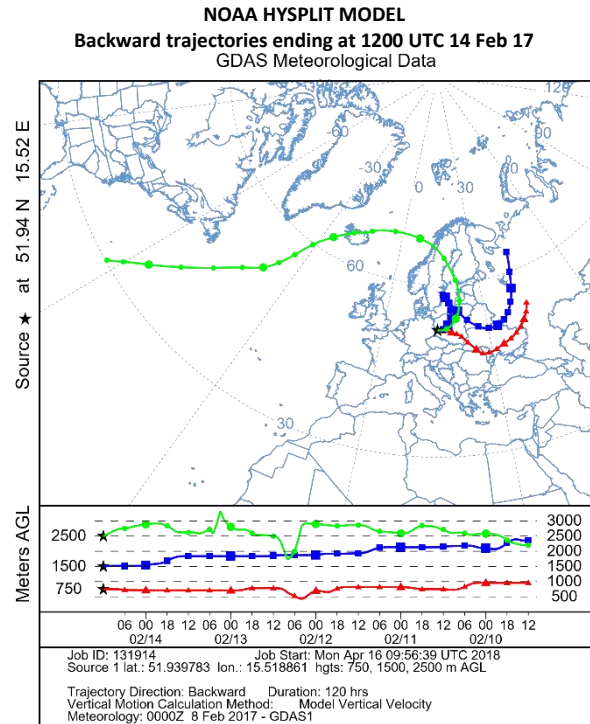 NOAA HYSPLIT MODEL
Backward trajectories ending at 1200 UTC 14 Feb 17
GDAS Meteorological Data
Source ★ at 51.94 N 15.52 E
120
-60
90
-30
60
0
30
60
30
Meters AGL
2500
1500
750
3000
2500
2000
1500
1000
500
06 00 18 12 06 00 18 12 06 00 18 12 06 00 18 12 06 00 18 12
02/14 02/13 02/12 02/11 02/10
Job ID: 131914 Job Start: Mon Apr 16 09:56:39 UTC 2018
Source 1 lat.: 51.939783 lon.: 15.518861 hgts: 750, 1500, 2500 m AGL
Trajectory Direction: Backward Duration: 120 hrs
Vertical Motion Calculation Method: Model Vertical Velocity
Meteorology: 0000Z 8 Feb 2017 - GDAS1